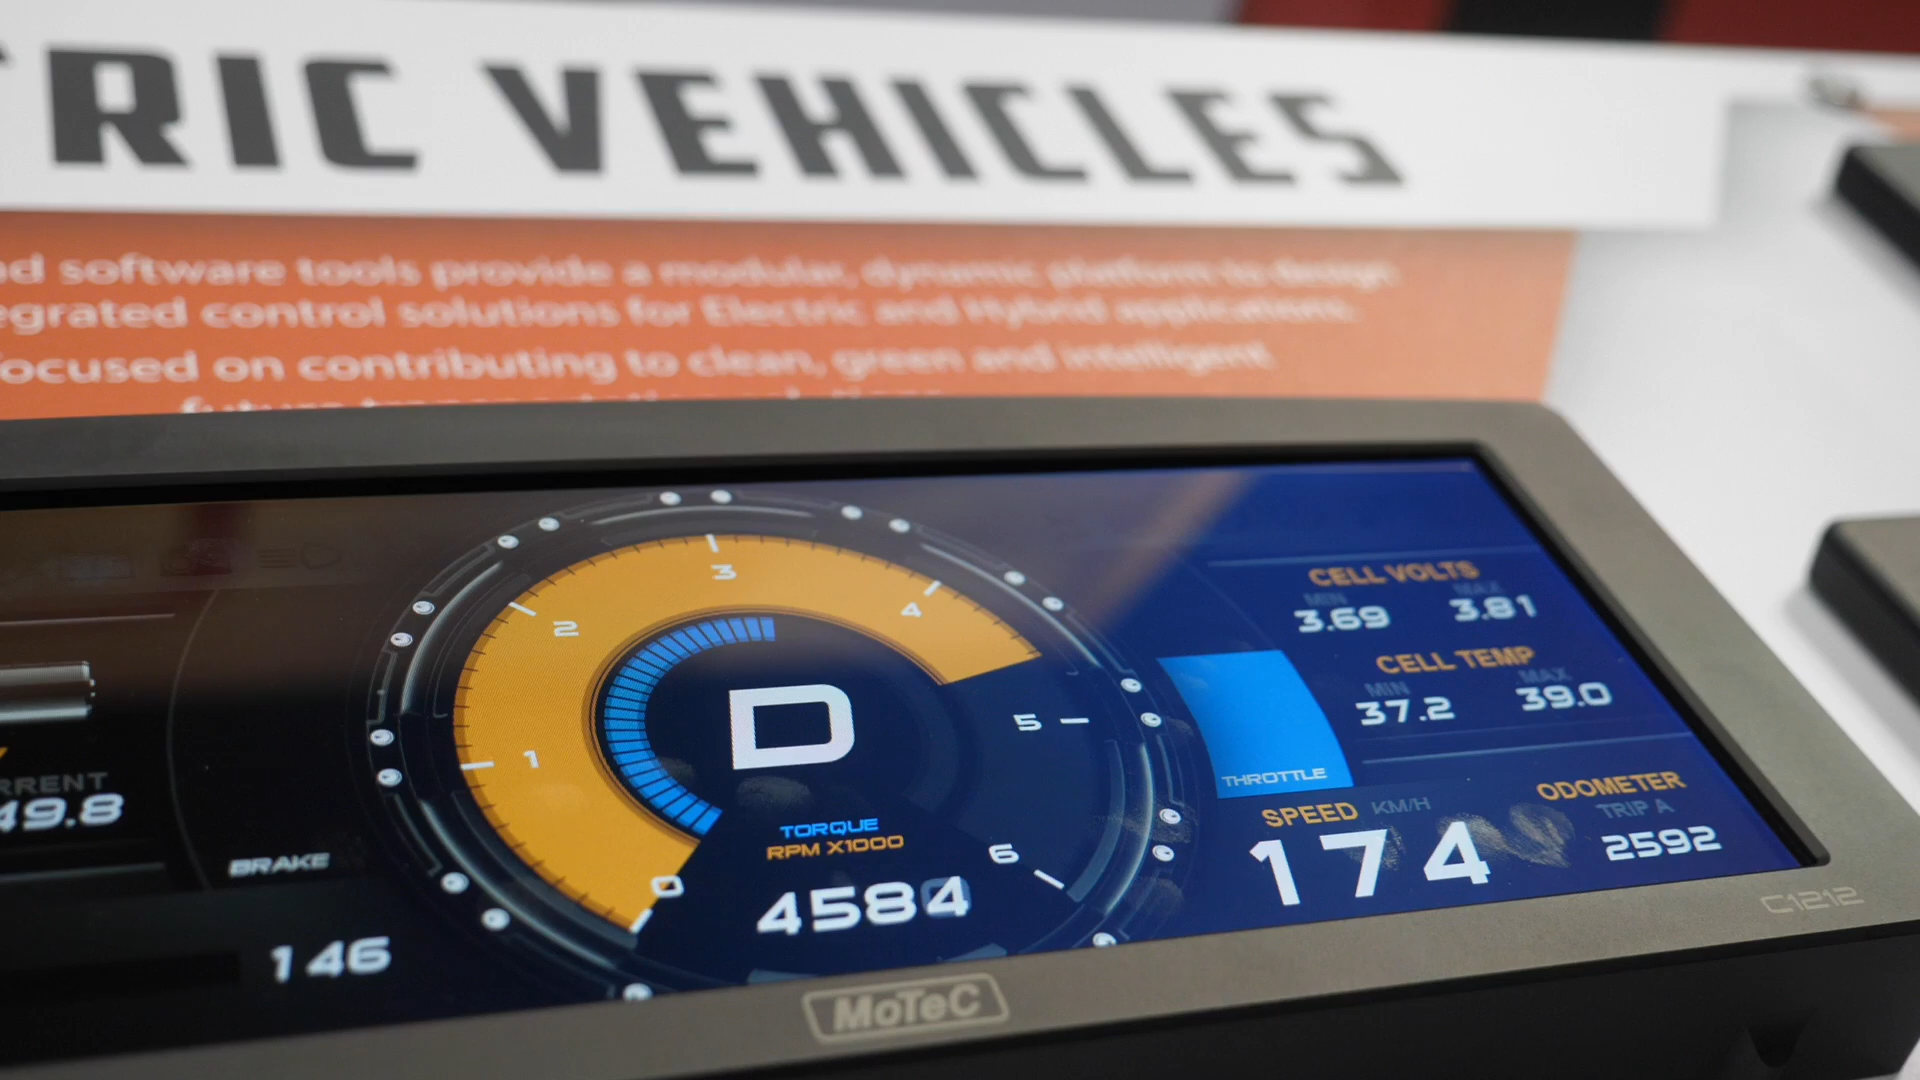 RIC VEHICLES
software tools provide a modular, dynamic platform to design
egrated control solutions for Electric and Hybrid applications.
ocused on contributing to clean, green and intelligent
CELL VOLTS
MIN MAX
3.69 3.81
CELL TEMP
MIN MAX
37.2 39.0
THROTTLE
SPEED KM/H
174
ODOMETER
TRIP A
2592
0
1
2
3
4
5
6
D
TORQUE
RPM X1000
4584
RRENT
49.8
BRAKE
146
MoTeC
C1212